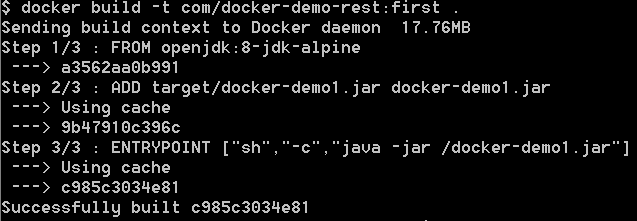 $ docker build -t com/docker-demo-rest:first .
Sending build context to Docker daemon  17.76MB
Step 1/3 : FROM openjdk:8-jdk-alpine
 ---> a3562aa0b991
Step 2/3 : ADD target/docker-demo1.jar docker-demo1.jar
 ---> Using cache
 ---> 9b47910c396c
Step 3/3 : ENTRYPOINT ["sh","-c","java -jar /docker-demo1.jar"]
 ---> Using cache
 ---> c985c3034e81
Successfully built c985c3034e81